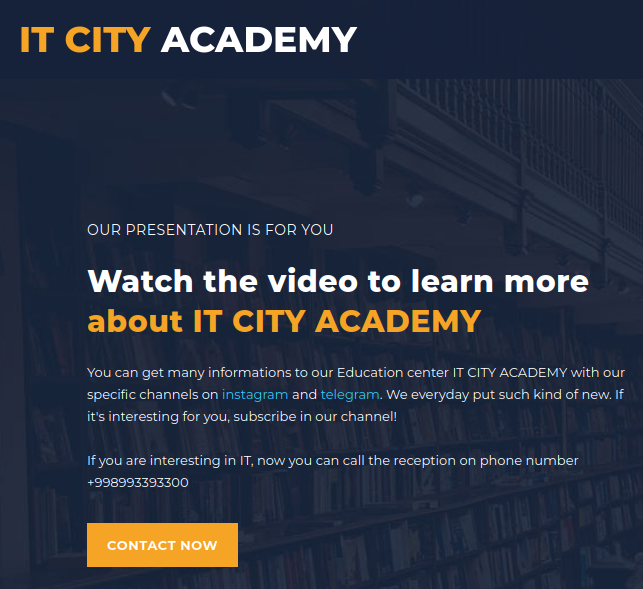 IT CITY ACADEMY
OUR PRESENTATION IS FOR YOU
Watch the video to learn more
about IT CITY ACADEMY
You can get many informations to our Education center IT CITY ACADEMY with our
specific channels on instagram and telegram. We everyday put such kind of new. If
it's interesting for you, subscribe in our channel!
If you are interesting in IT, now you can call the reception on phone number
+998993393300
CONTACT NOW